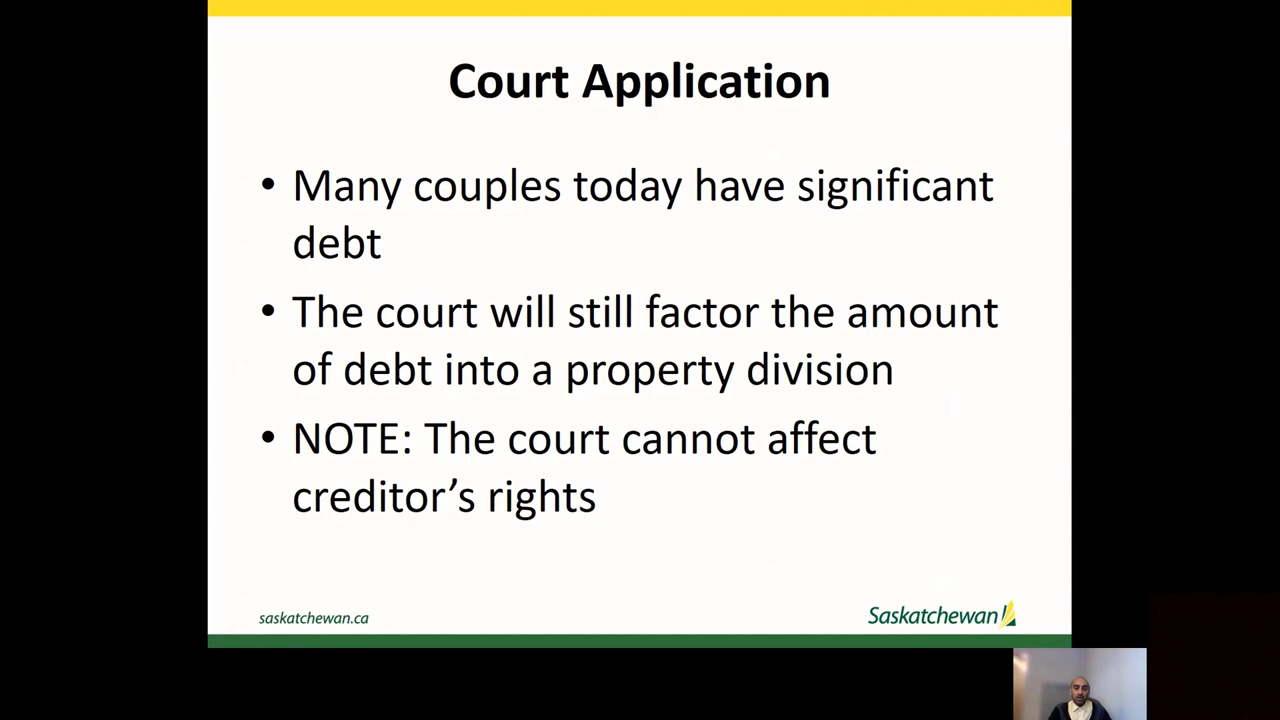 Court Application
• Many couples today have significant
debt
• The court will still factor the amount
of debt into a property division
• NOTE: The court cannot affect
creditor’s rights
saskatchewan.ca
Saskatchewan